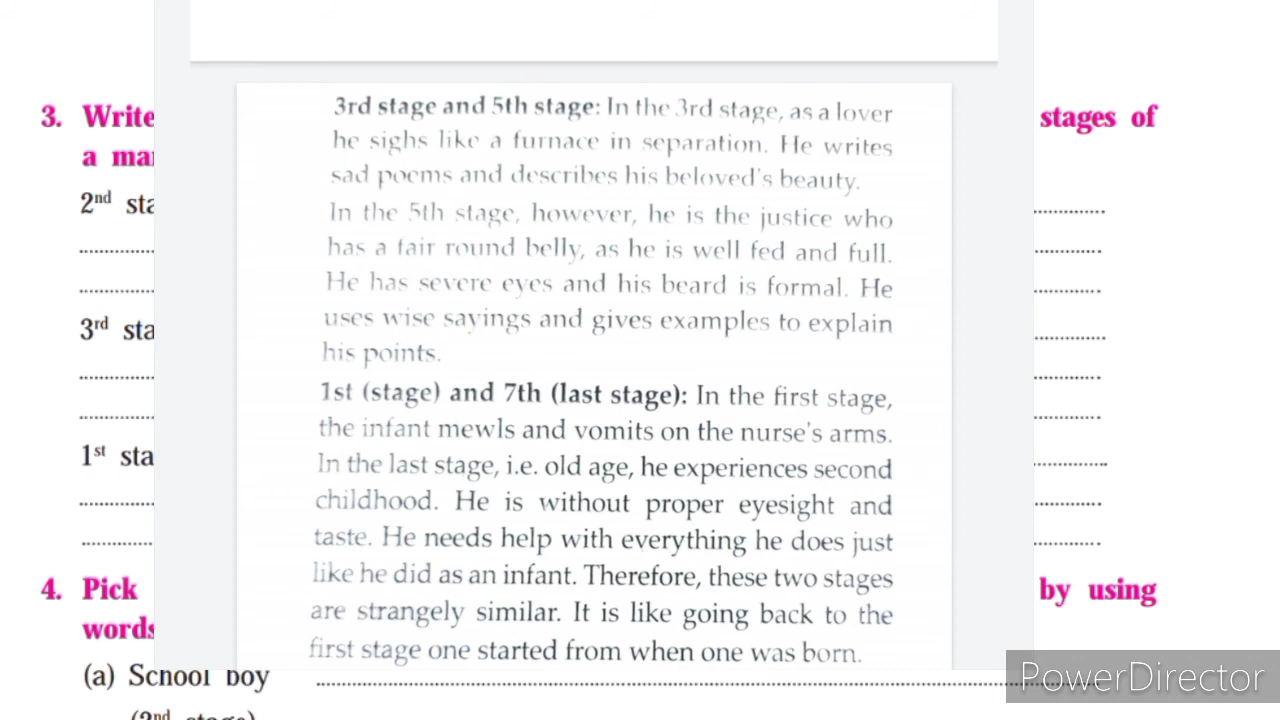 3. Write stages of
a mar
2nd sta
3rd sta
1st sta
4. Pick by using
words
(a) School boy
(2nd stage)
3rd stage and 5th stage: In the 3rd stage, as a lover
he sighs like a furnace in separation. He writes
sad poems and describes his beloved's beauty.
In the 5th stage, however, he is the justice who
has a fair round belly, as he is well fed and full.
He has severe eyes and his beard is formal. He
uses wise sayings and gives examples to explain
his points.
1st (stage) and 7th (last stage): In the first stage,
the infant mewls and vomits on the nurse's arms.
In the last stage, i.e. old age, he experiences second
childhood. He is without proper eyesight and
taste. He needs help with everything he does just
like he did as an infant. Therefore, these two stages
are strangely similar. It is like going back to the
first stage one started from when one was born.
PowerDirector